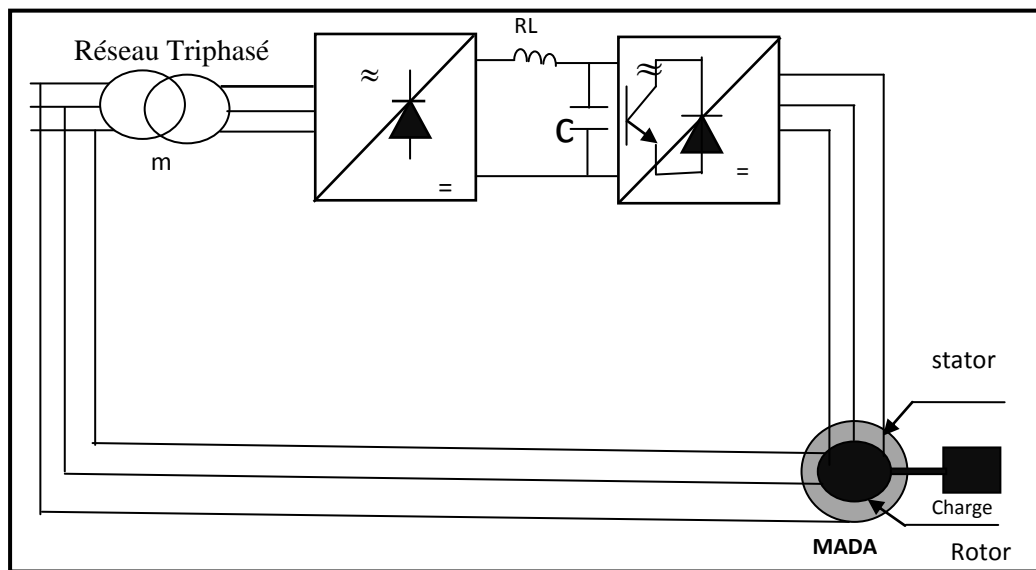 Réseau Triphasé
m
≈
=
RL
C
≈
=
stator
Charge
MADA
Rotor